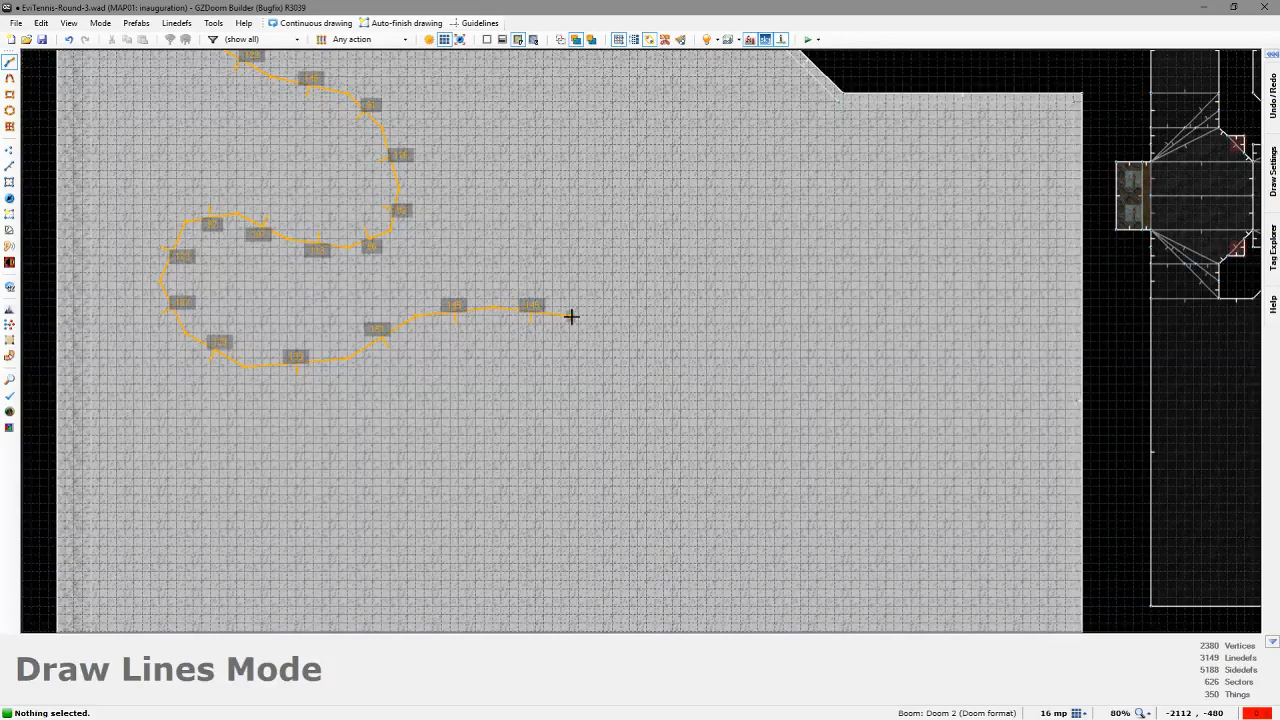 EviTennis-Round-3.wad (MAP01: inauguration) - GZDoom Builder (Bugfix) R3039
File Edit View Mode Prefabs Linedefs Tools Help Continuous drawing Auto-finish drawing Guidelines
(show all) Any action
Undo / Redo
Draw Settings
Tag Explorer
Help
145 145
Draw Lines Mode
2380 Vertices
3149 Linedefs
5188 Sidedefs
626 Sectors
350 Things
Nothing selected. Boom: Doom 2 (Doom format) 16 mp 80% -2112 , -480